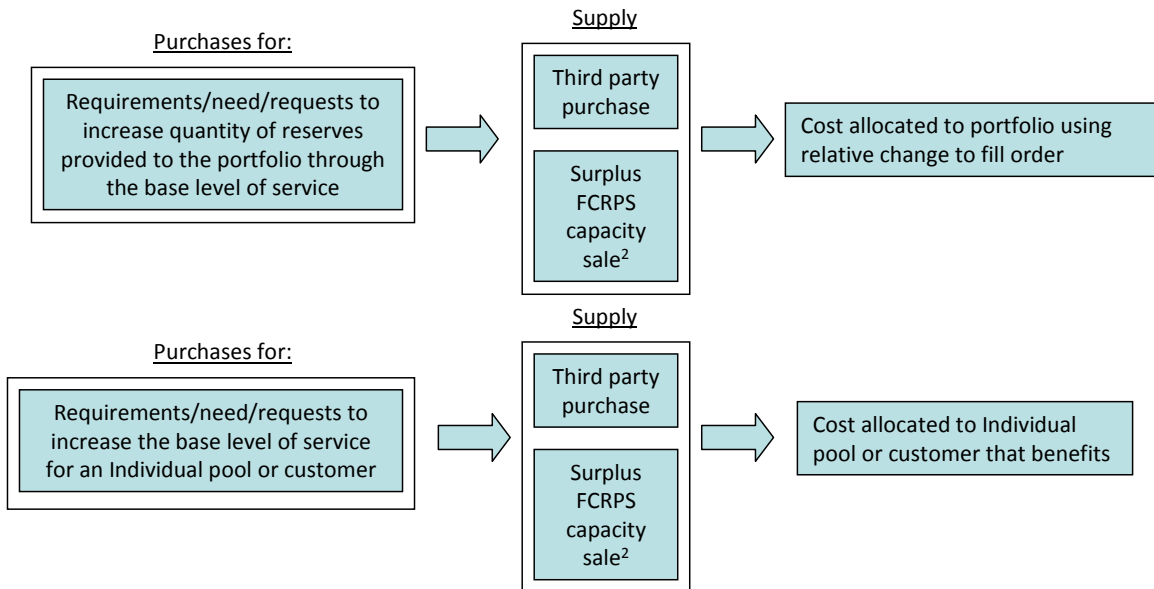 Supply
Purchases for:
Requirements/need/requests to
increase quantity of reserves
provided to the portfolio through
the base level of service
Third party
purchase
Surplus
FCRPS
capacity
sale²
Cost allocated to portfolio using
relative change to fill order
Supply
Purchases for:
Requirements/need/requests to
increase the base level of service
for an Individual pool or customer
Third party
purchase
Surplus
FCRPS
capacity
sale²
Cost allocated to Individual
pool or customer that benefits